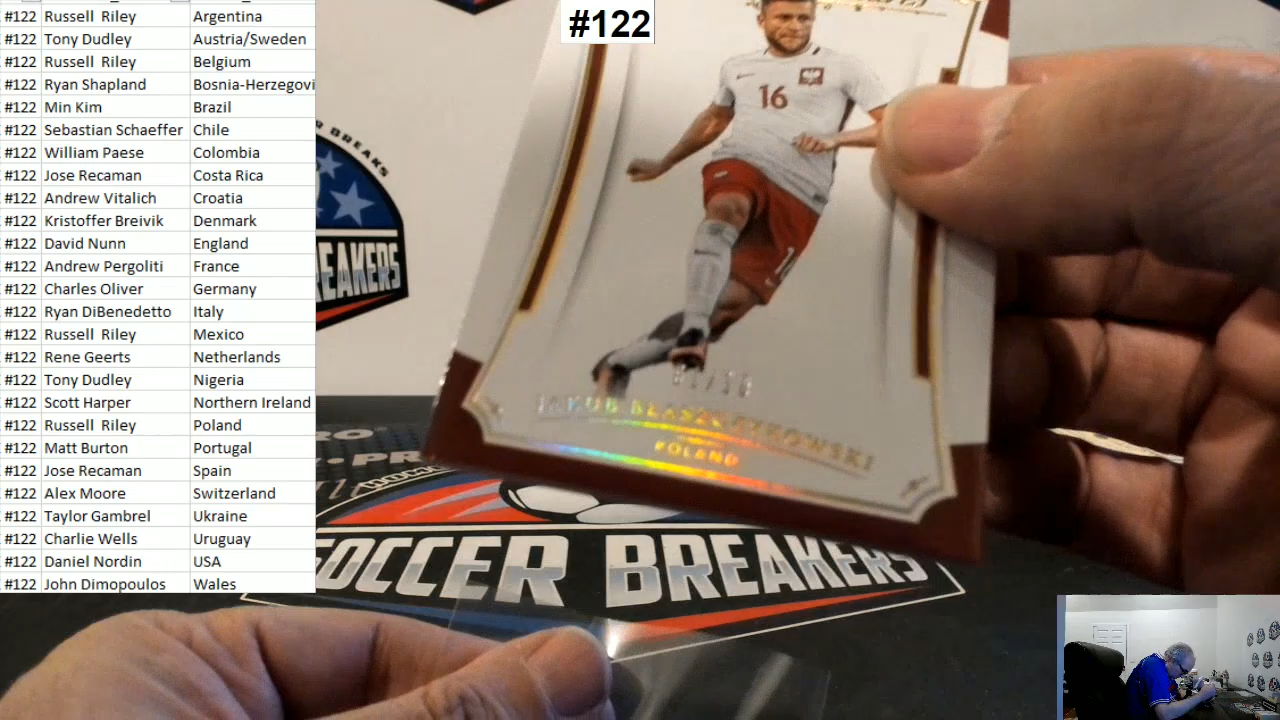 #122 Russell Riley Argentina
#122 Tony Dudley Austria/Sweden
#122 Russell Riley Belgium
#122 Ryan Shapland Bosnia-Herzegovi
#122 Min Kim Brazil
#122 Sebastian Schaeffer Chile
#122 William Paese Colombia
#122 Jose Recaman Costa Rica
#122 Andrew Vitalich Croatia
#122 Kristoffer Breivik Denmark
#122 David Nunn England
#122 Andrew Pergoliti France
#122 Charles Oliver Germany
#122 Ryan DiBenedetto Italy
#122 Russell Riley Mexico
#122 Rene Geerts Netherlands
#122 Tony Dudley Nigeria
#122 Scott Harper Northern Ireland
#122 Russell Riley Poland
#122 Matt Burton Portugal
#122 Jose Recaman Spain
#122 Alex Moore Switzerland
#122 Taylor Gambrel Ukraine
#122 Charlie Wells Uruguay
#122 Daniel Nordin USA
#122 John Dimopoulos Wales
#122
16
JAKUB BLASZCZYKOWSKI
POLAND
BREAKS
REAKERS
SOCCER BREAKERS